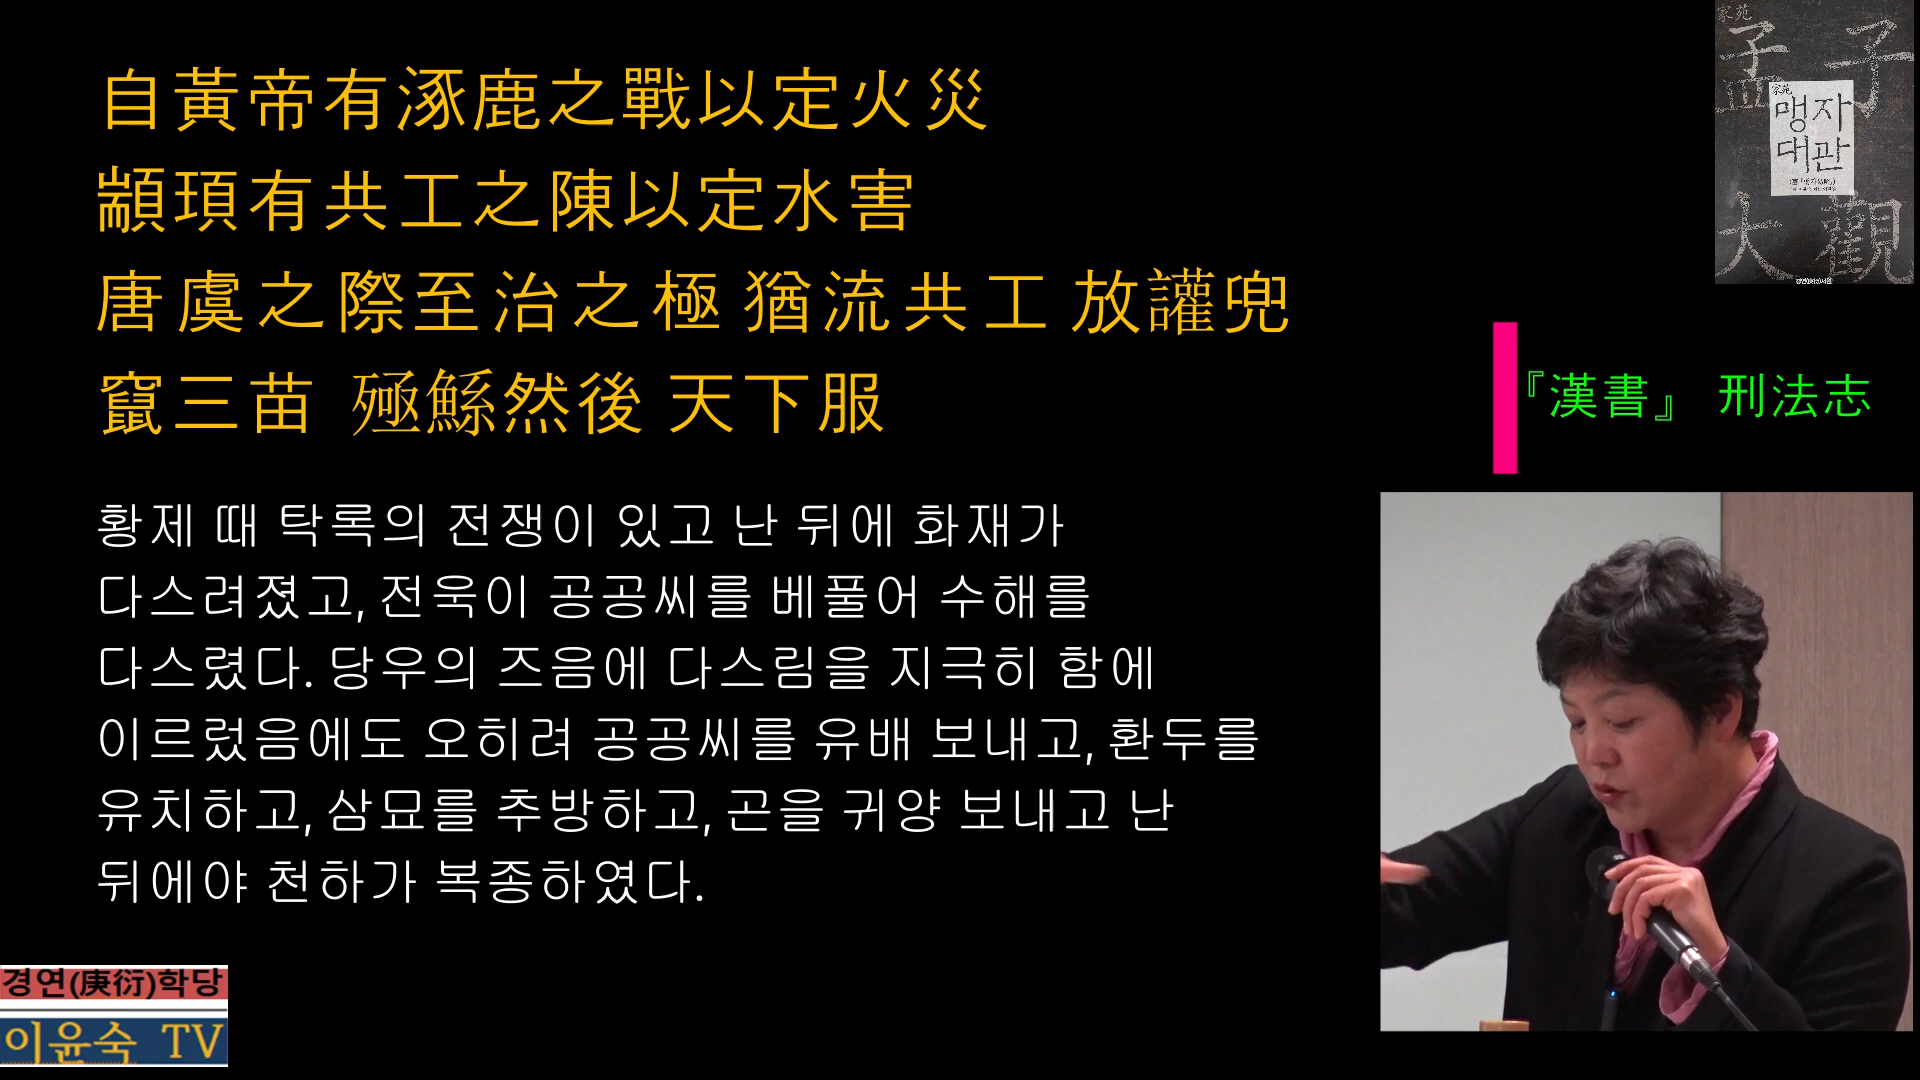 自黃帝有涿鹿之戰以定火災
顓頊有共工之陳以定水害
唐虞之際至治之極 猶流共工 放讙兜
竄三苗 殛鯀然後 天下服
『漢書』 刑法志
황제 때 탁록의 전쟁이 있고 난 뒤에 화재가
다스려졌고, 전욱이 공공씨를 베풀어 수해를
다스렸다. 당우의 즈음에 다스림을 지극히 함에
이르렀음에도 오히려 공공씨를 유배 보내고, 환두를
유치하고, 삼묘를 추방하고, 곤을 귀양 보내고 난
뒤에야 천하가 복종하였다.
家苑
孟子
家苑
맹자
대관
大觀
경연(庚衍)학당
이윤숙 TV